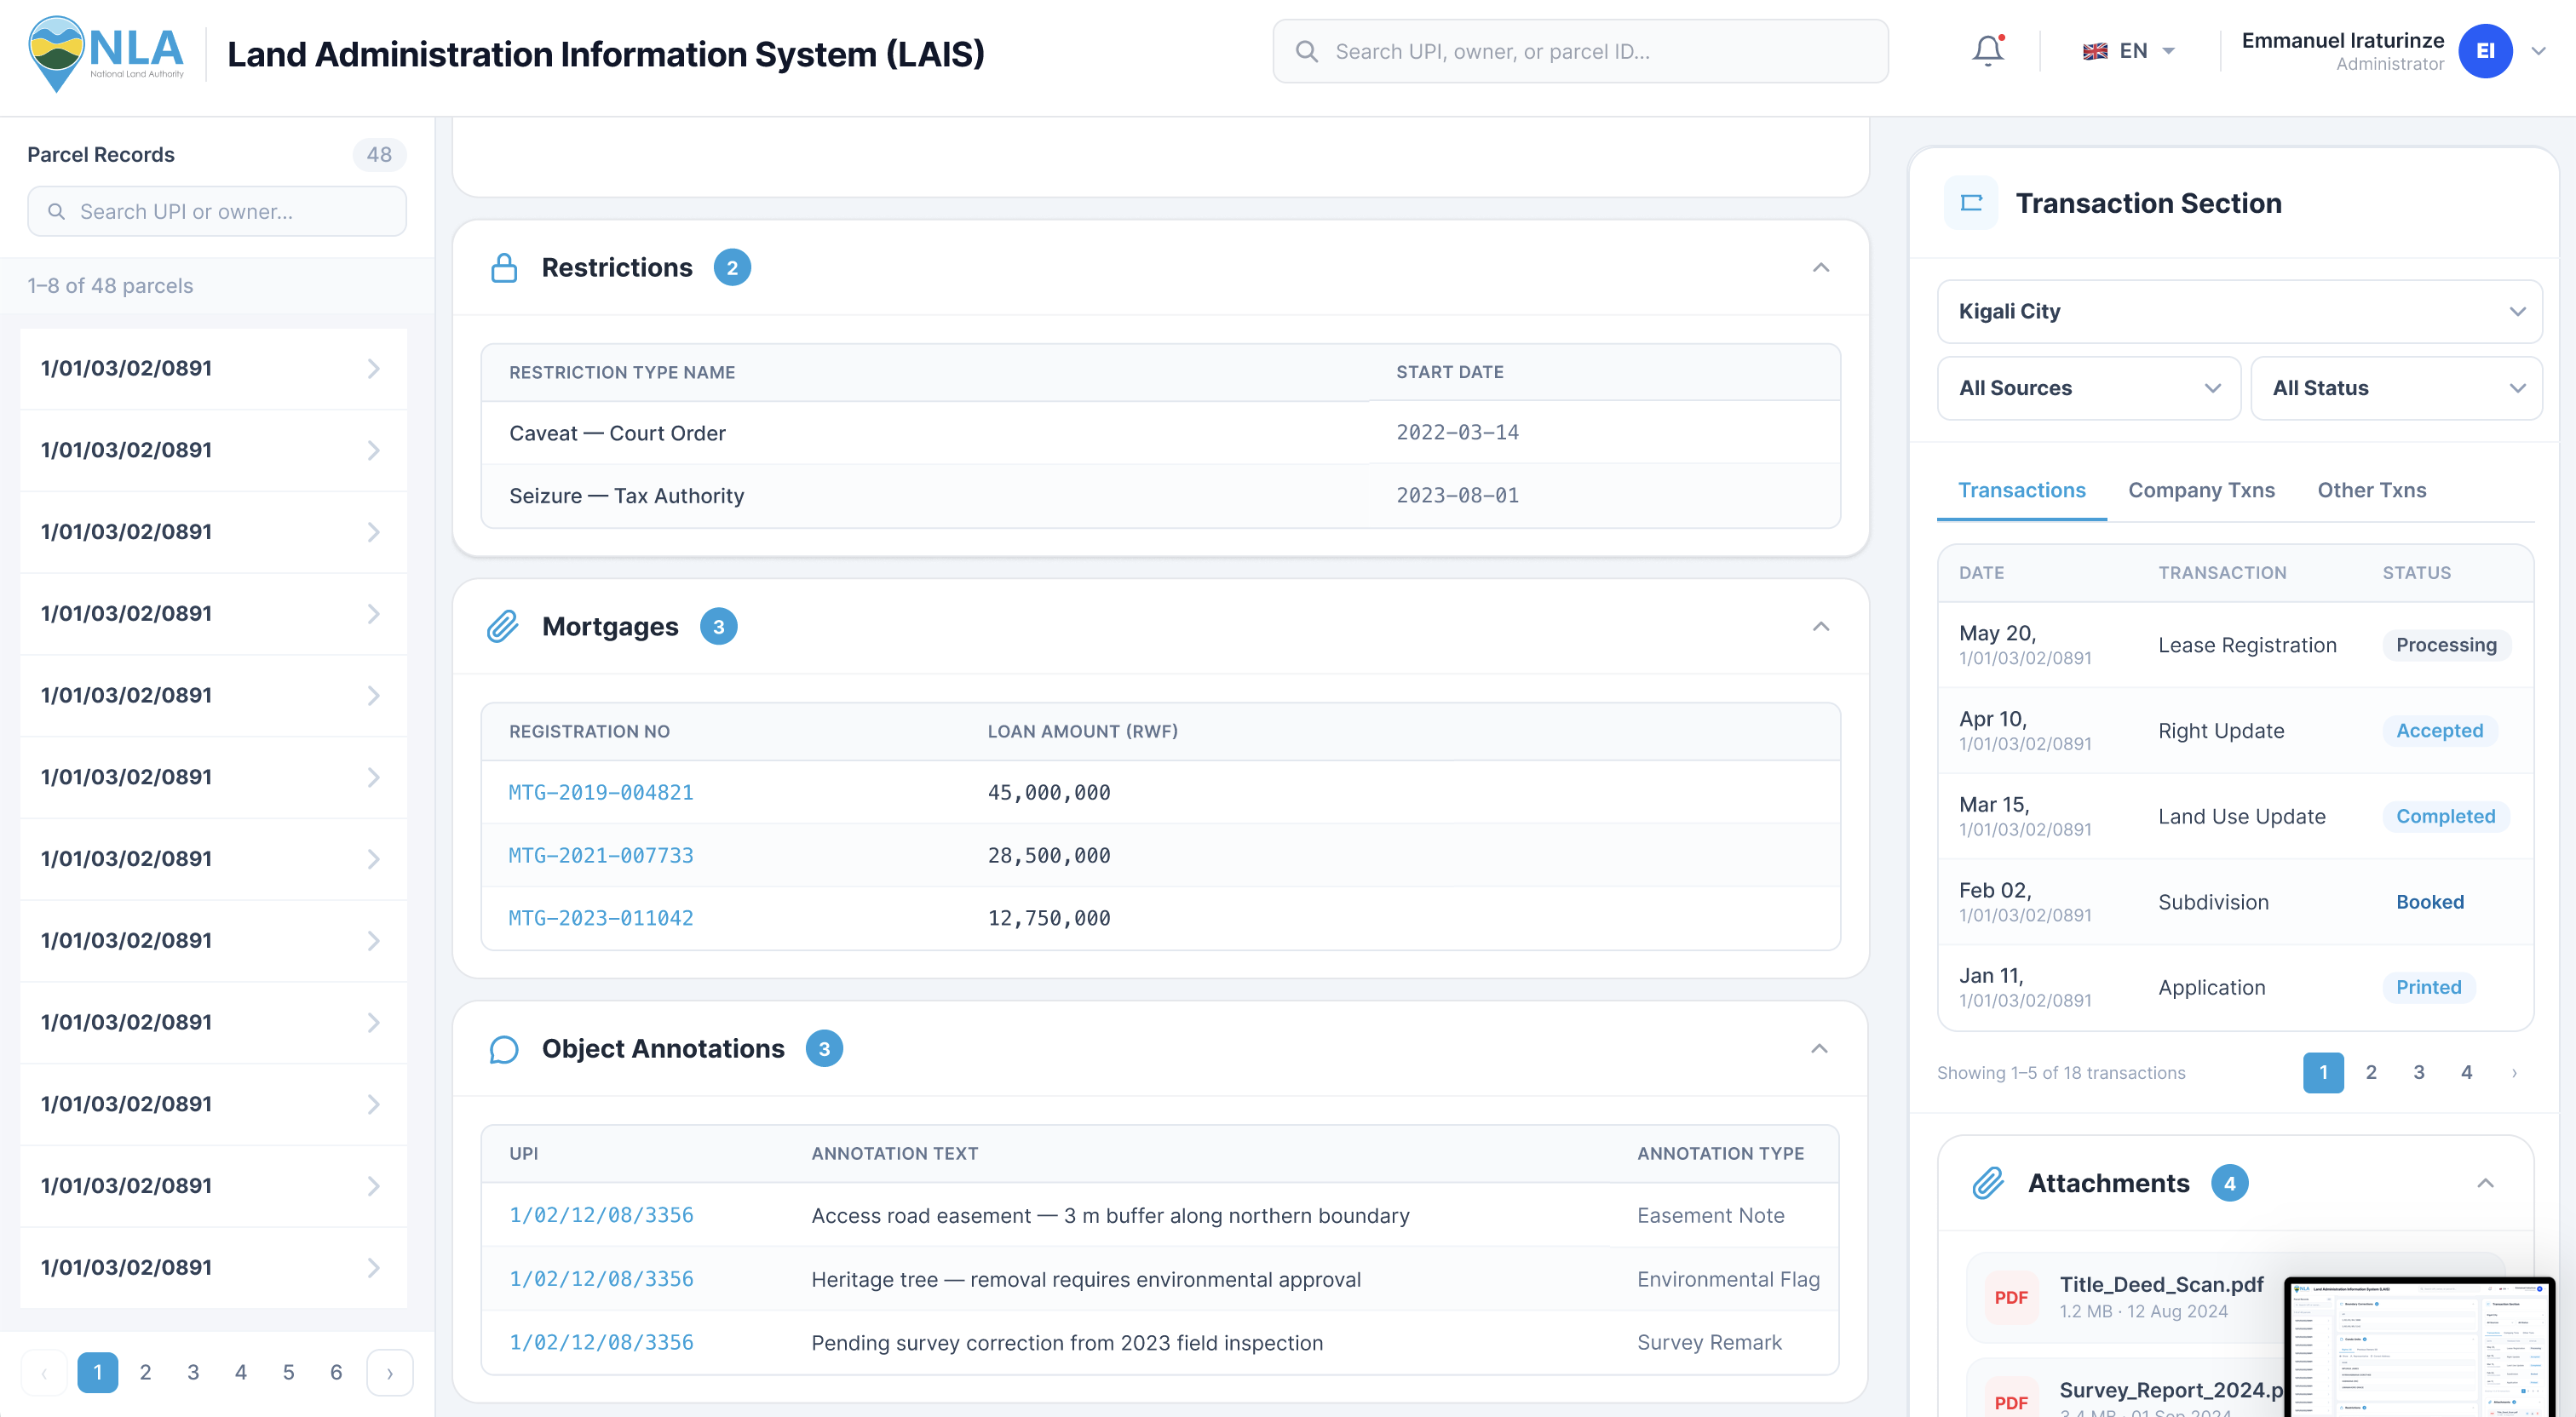 NLA
National Land Authority
Land Administration Information System (LAIS)
Search UPI, owner, or parcel ID...
EN
Emmanuel Iraturinze
Administrator
EI
Parcel Records
48
Search UPI or owner...
1–8 of 48 parcels
1/01/03/02/0891
1/01/03/02/0891
1/01/03/02/0891
1/01/03/02/0891
1/01/03/02/0891
1/01/03/02/0891
1/01/03/02/0891
1/01/03/02/0891
1/01/03/02/0891
1/01/03/02/0891
1/01/03/02/0891
1/01/03/02/0891
‹ 1 2 3 4 5 6 ›
Restrictions 2
RESTRICTION TYPE NAME START DATE
Caveat — Court Order 2022-03-14
Seizure — Tax Authority 2023-08-01
Mortgages 3
REGISTRATION NO LOAN AMOUNT (RWF)
MTG-2019-004821 45,000,000
MTG-2021-007733 28,500,000
MTG-2023-011042 12,750,000
Object Annotations 3
UPI ANNOTATION TEXT ANNOTATION TYPE
1/02/12/08/3356 Access road easement — 3 m buffer along northern boundary Easement Note
1/02/12/08/3356 Heritage tree — removal requires environmental approval Environmental Flag
1/02/12/08/3356 Pending survey correction from 2023 field inspection Survey Remark
Transaction Section
Kigali City
All Sources All Status
Transactions Company Txns Other Txns
DATE TRANSACTION STATUS
May 20,
1/01/03/02/0891 Lease Registration Processing
Apr 10,
1/01/03/02/0891 Right Update Accepted
Mar 15,
1/01/03/02/0891 Land Use Update Completed
Feb 02,
1/01/03/02/0891 Subdivision Booked
Jan 11,
1/01/03/02/0891 Application Printed
Showing 1–5 of 18 transactions 1 2 3 4 ›
Attachments 4
PDF Title_Deed_Scan.pdf
1.2 MB · 12 Aug 2024
PDF Survey_Report_2024.p
3.4 MB · 01 Sep 2024